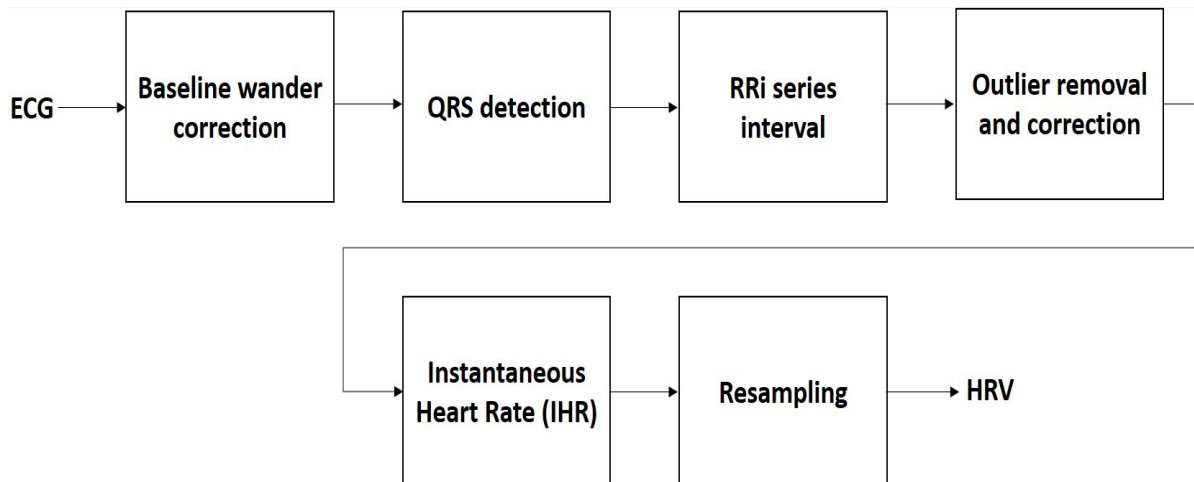 ECG
Baseline wander
correction
QRS detection
RRi series
interval
Outlier removal
and correction
Instantaneous
Heart Rate (IHR)
Resampling
HRV